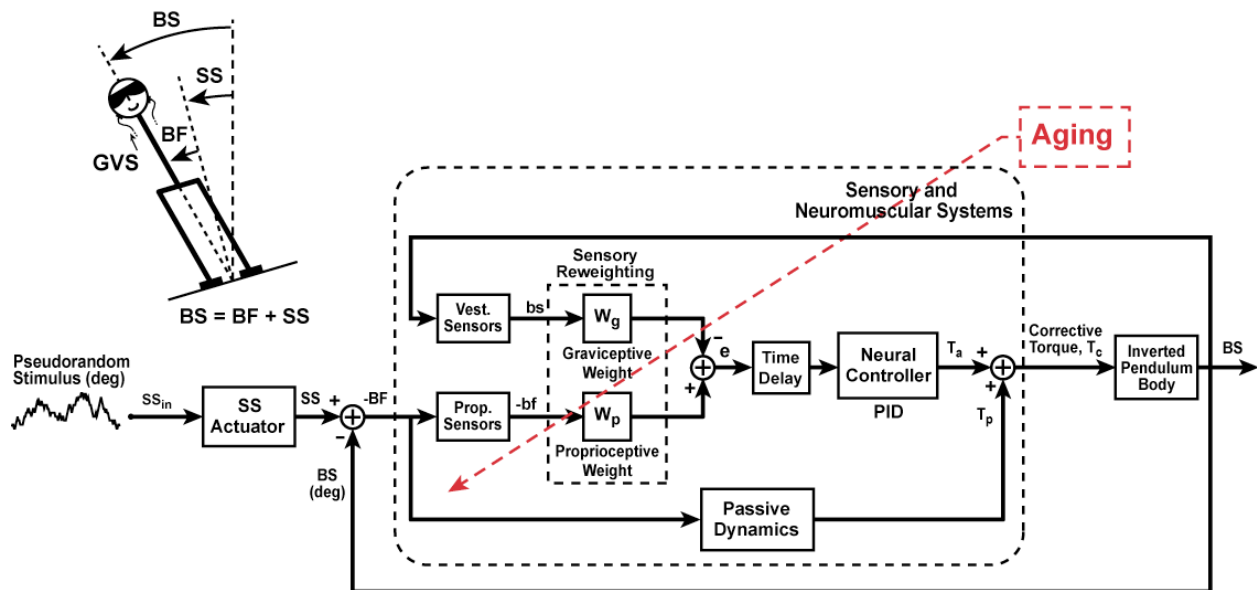 BS
SS
BF
GVS
BS = BF + SS
Aging
Sensory and
Neuromuscular Systems
Sensory
Reweighting
Vest.
Sensors
bs
Wg
−
Graviceptive
Weight
+
e
Time
Delay
Neural
Controller
PID
Ta
+
+
Tp
Corrective
Torque, Tc
Inverted
Pendulum
Body
BS
Pseudorandom
Stimulus (deg)
SSin
SS
Actuator
SS
+
−
-BF
Prop.
Sensors
-bf
Wp
Proprioceptive
Weight
BS
(deg)
Passive
Dynamics